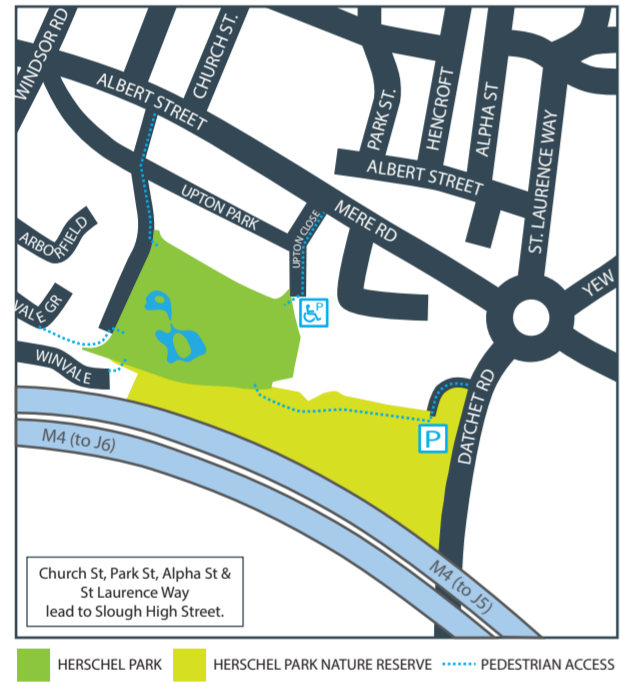 WINDSOR RD
CHURCH ST.
ALBERT STREET
PARK ST.
HENCROFT
ALPHA ST
ST. LAURENCE WAY
ALBERT STREET
UPTON PARK
UPTON CLOSE
MERE RD
ARBORFIELD
YEW
VALE GR
P
WINVALE
DATCHET RD
P
M4 (to J6)
M4 (to J5)
Church St, Park St, Alpha St &
St Laurence Way
lead to Slough High Street.
HERSCHEL PARK
HERSCHEL PARK NATURE RESERVE
PEDESTRIAN ACCESS